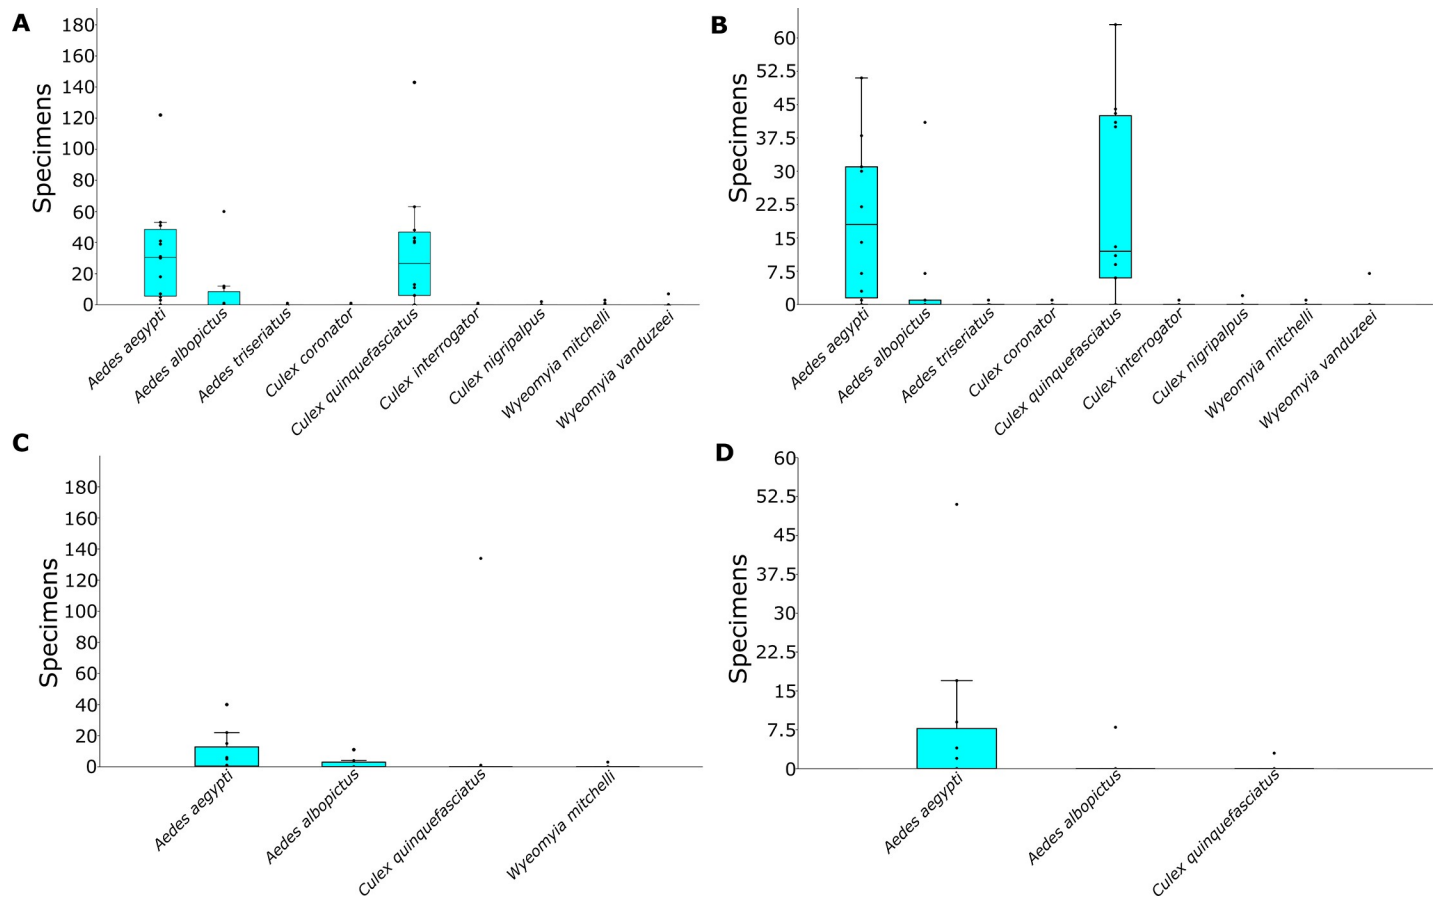 A
Specimens
180
160
140
120
100
80
60
40
20
0
Aedes aegypti
Aedes albopictus
Aedes triseriatus
Culex coronator
Culex quinquefasciatus
Culex interrogator
Culex nigripalpus
Wyeomyia mitchelli
Wyeomyia vanduzeei
B
Specimens
60
52.5
45
37.5
30
22.5
15
7.5
0
Aedes aegypti
Aedes albopictus
Aedes triseriatus
Culex coronator
Culex quinquefasciatus
Culex interrogator
Culex nigripalpus
Wyeomyia mitchelli
Wyeomyia vanduzeei
C
Specimens
180
160
140
120
100
80
60
40
20
0
Aedes aegypti
Aedes albopictus
Culex quinquefasciatus
Wyeomyia mitchelli
D
Specimens
60
52.5
45
37.5
30
22.5
15
7.5
0
Aedes aegypti
Aedes albopictus
Culex quinquefasciatus